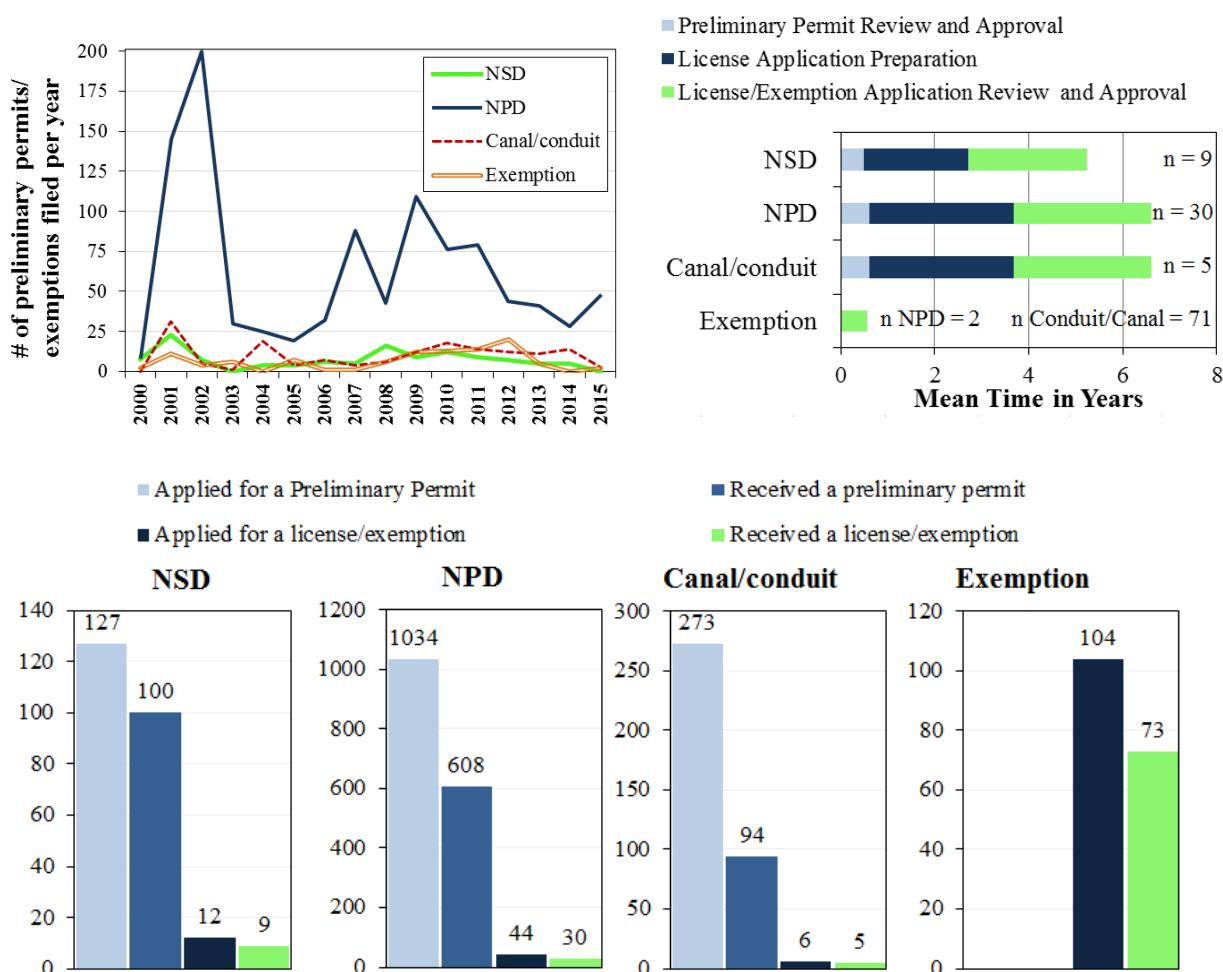 # of preliminary permits/
exemptions filed per year
200
175
150
125
100
75
50
25
0
NSD
NPD
Canal/conduit
Exemption
2000
2001
2002
2003
2004
2005
2006
2007
2008
2009
2010
2011
2012
2013
2014
2015
Preliminary Permit Review and Approval
License Application Preparation
License/Exemption Application Review and Approval
NSD
n = 9
NPD
n = 30
Canal/conduit
n = 5
Exemption
n NPD = 2 n Conduit/Canal = 71
0 2 4 6 8
Mean Time in Years
Applied for a Preliminary Permit
Received a preliminary permit
Applied for a license/exemption
Received a license/exemption
NSD
140
120
100
80
60
40
20
0
127
100
12
9
NPD
1200
1000
800
600
400
200
0
1034
608
44
30
Canal/conduit
300
250
200
150
100
50
0
273
94
6
5
Exemption
120
100
80
60
40
20
0
104
73